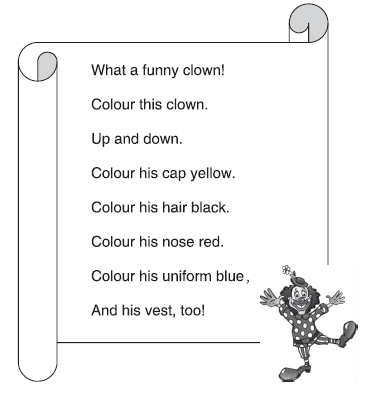 What a funny clown!
Colour this clown.
Up and down.
Colour his cap yellow.
Colour his hair black.
Colour his nose red.
Colour his uniform blue,
And his vest, too!